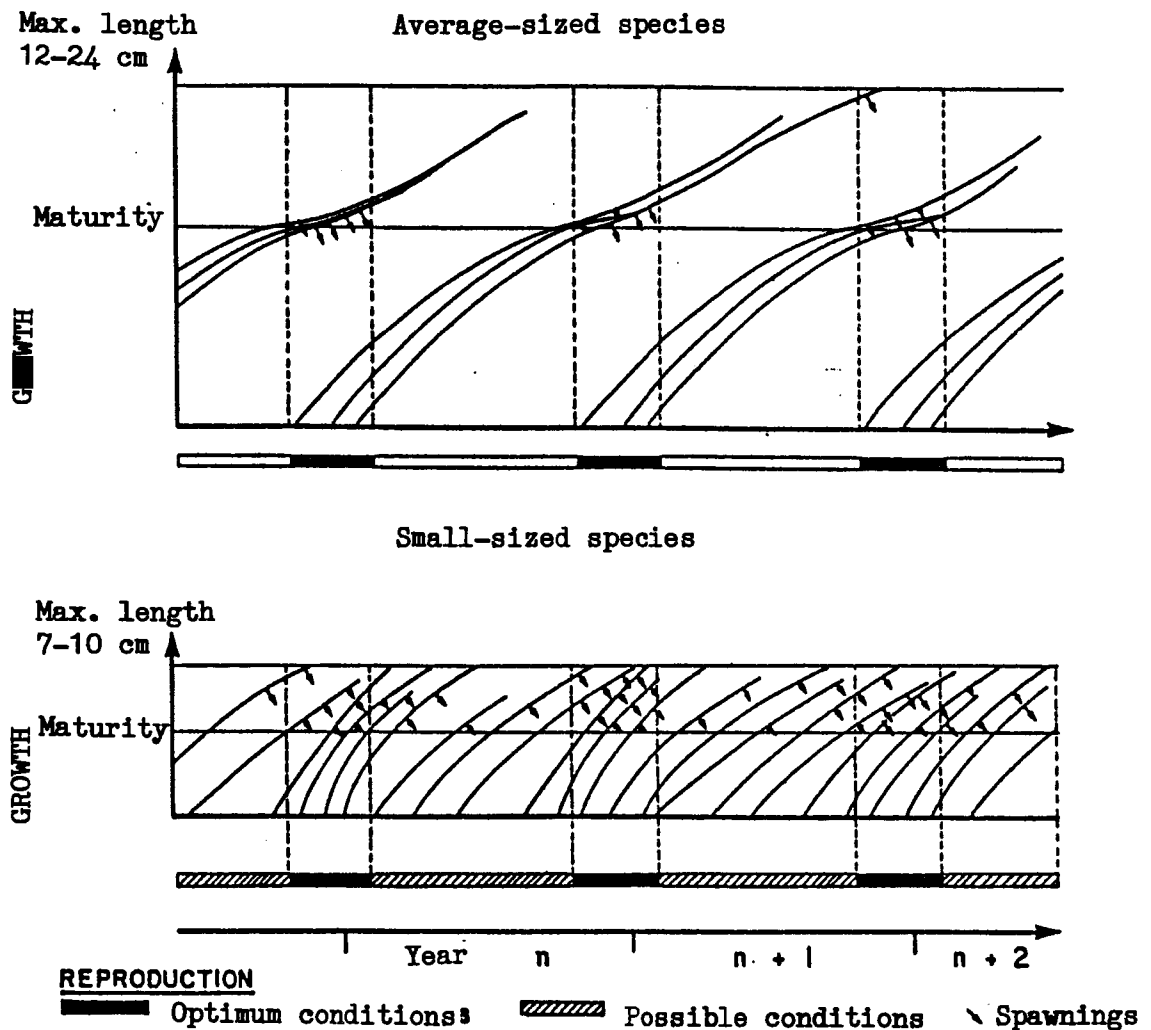 Max. length
12-24 cm
Average-sized species
Maturity
G WTH
Small-sized species
Max. length
7-10 cm
Maturity
GROWTH
Year n n + 1 n + 2
REPRODUCTION
Optimum conditions
Possible conditions
Spawnings